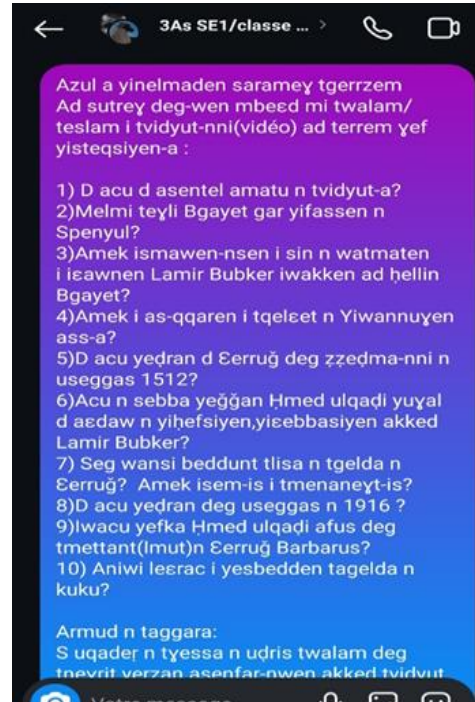 3As SE1/classe ... >
Azul a yinelmaden sarameɣ tgerrzem
Ad sutreɣ deg-wen mbeɛd mi twalam/
teslam i tvidyut-nni(vidéo) ad terrem ɣef
yisteqsiyen-a :
1) D acu d asentel amatu n tvidyut-a?
2)Melmi teɣli Bgayet gar yifassen n
Spenyul?
3)Amek ismawen-nsen i sin n watmaten
i iɛawnen Lamir Bubker iwakken ad ḥellin
Bgayet?
4)Amek i as-qqaren i tqelɛet n Yiwannuɣen
ass-a?
5)D acu yeḍran d Ɛerruǧ deg ẓẓedma-nni n
useggas 1512?
6)Acu n sebba yeǧǧan Ḥmed ulqaḍi yuɣal
d aɛdaw n yiḥefsiyen,yiɛebbasiyen akked
Lamir Bubker?
7) Seg wansi beddunt tlisa n tgelda n
Ɛerruǧ? Amek isem-is i tmenaneɣt-is?
8)D acu yeḍran deg useggas n 1916 ?
9)Iwacu yefka Ḥmed ulqaḍi afus deg
tmettant(lmut)n Ɛerruǧ Barbarus?
10) Aniwi leɛrac i yesbedden tagelda n
kuku?
Armud n taggara:
S uqader n tɣessa n uḍris twalam deg